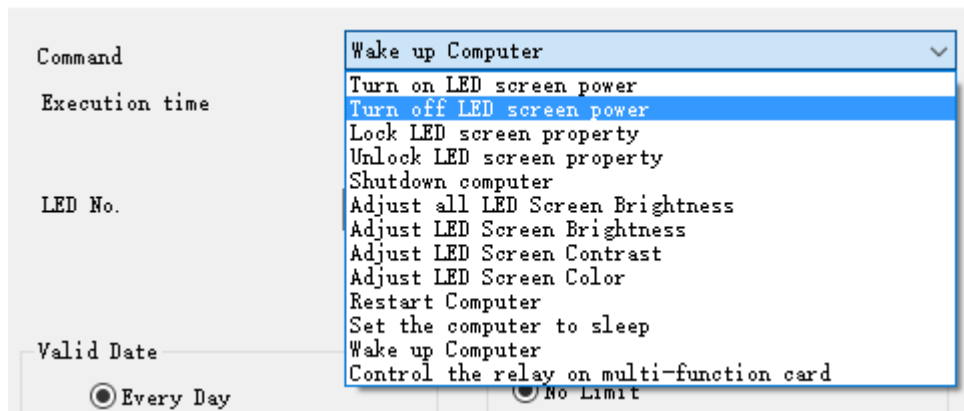 Command
Wake up Computer
Execution time
Turn on LED screen power
Turn off LED screen power
Lock LED screen property
Unlock LED screen property
Shutdown computer
LED No.
Adjust all LED Screen Brightness
Adjust LED Screen Brightness
Adjust LED Screen Contrast
Adjust LED Screen Color
Restart Computer
Set the computer to sleep
Wake up Computer
Control the relay on multi-function card
Valid Date
Every Day
No Limit